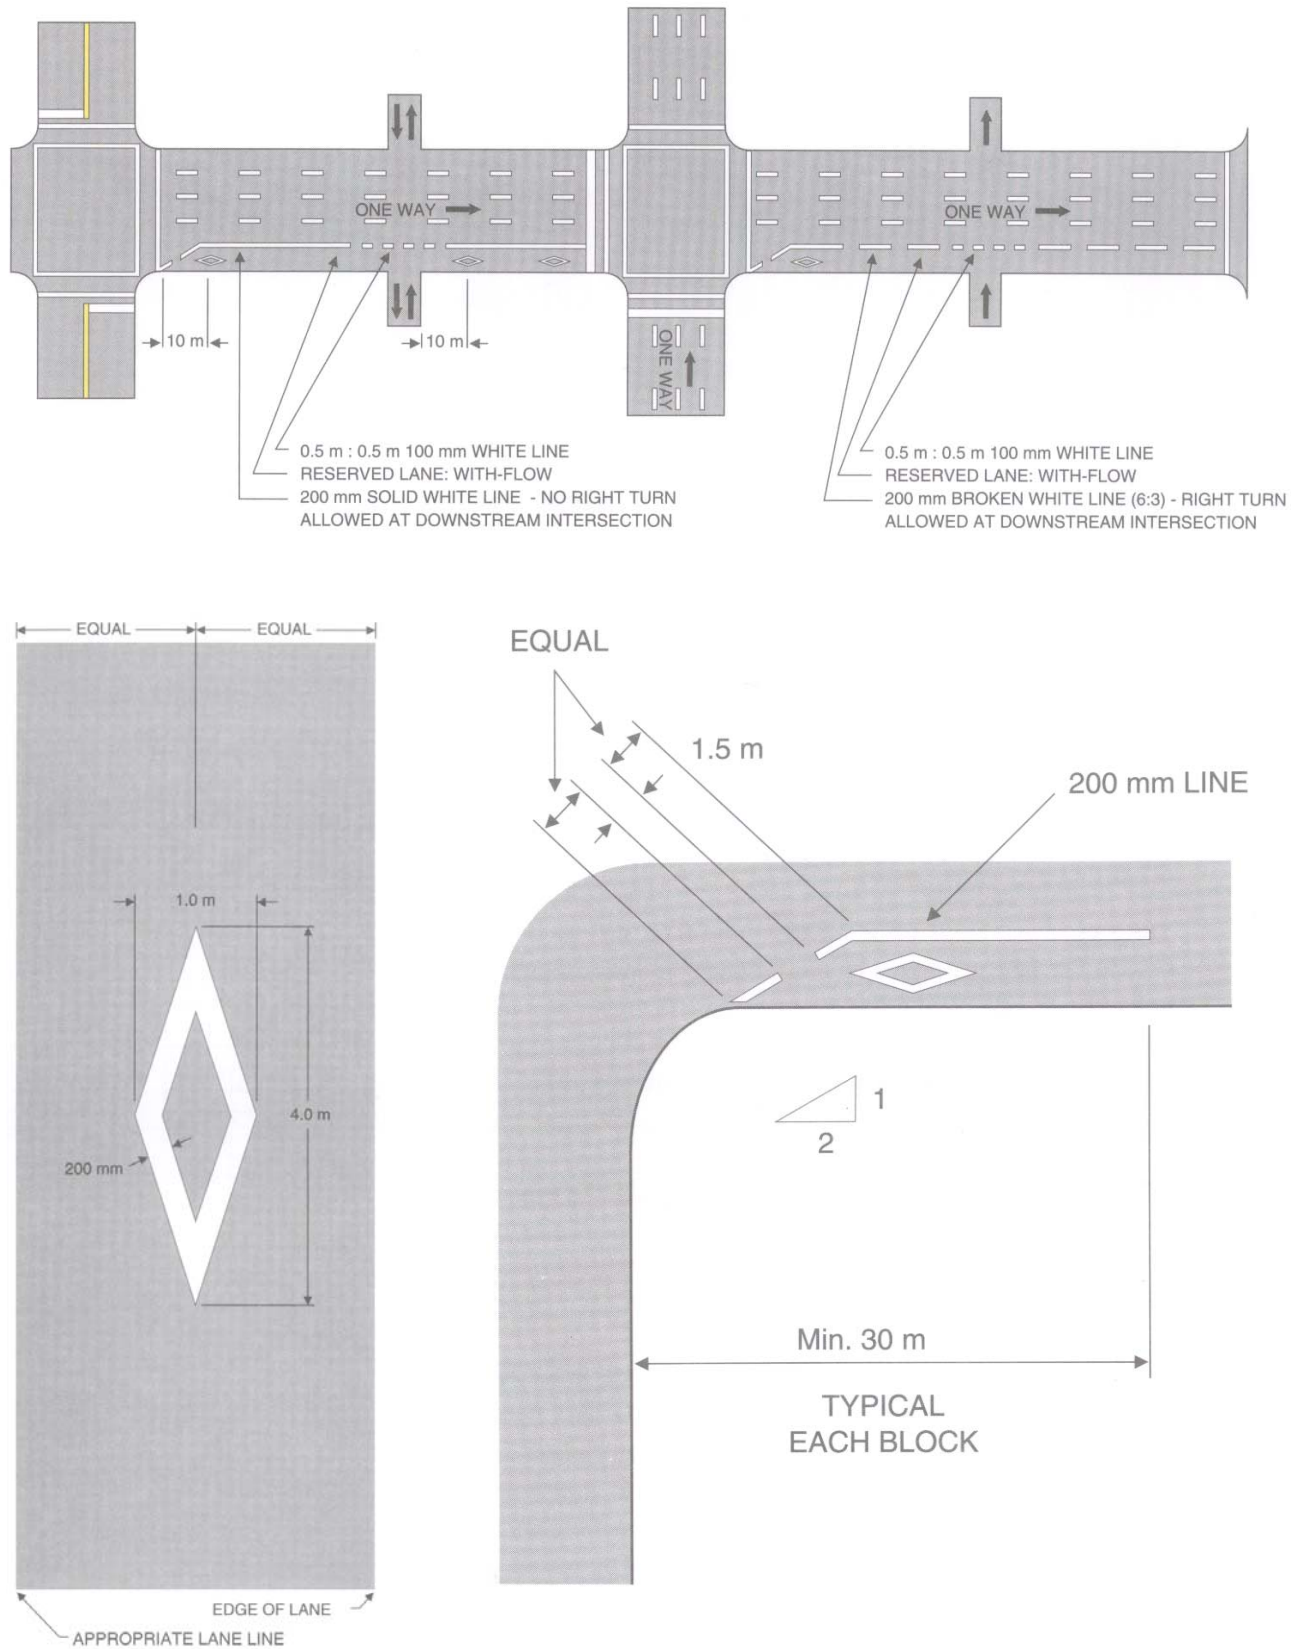 ONE WAY
ONE WAY
10 m
10 m
ONE WAY
0.5 m : 0.5 m 100 mm WHITE LINE
RESERVED LANE: WITH-FLOW
200 mm SOLID WHITE LINE - NO RIGHT TURN
ALLOWED AT DOWNSTREAM INTERSECTION
0.5 m : 0.5 m 100 mm WHITE LINE
RESERVED LANE: WITH-FLOW
200 mm BROKEN WHITE LINE (6:3) - RIGHT TURN
ALLOWED AT DOWNSTREAM INTERSECTION
EQUAL
EQUAL
1.0 m
4.0 m
200 mm
EDGE OF LANE
APPROPRIATE LANE LINE
EQUAL
1.5 m
200 mm LINE
1
2
Min. 30 m
TYPICAL
EACH BLOCK